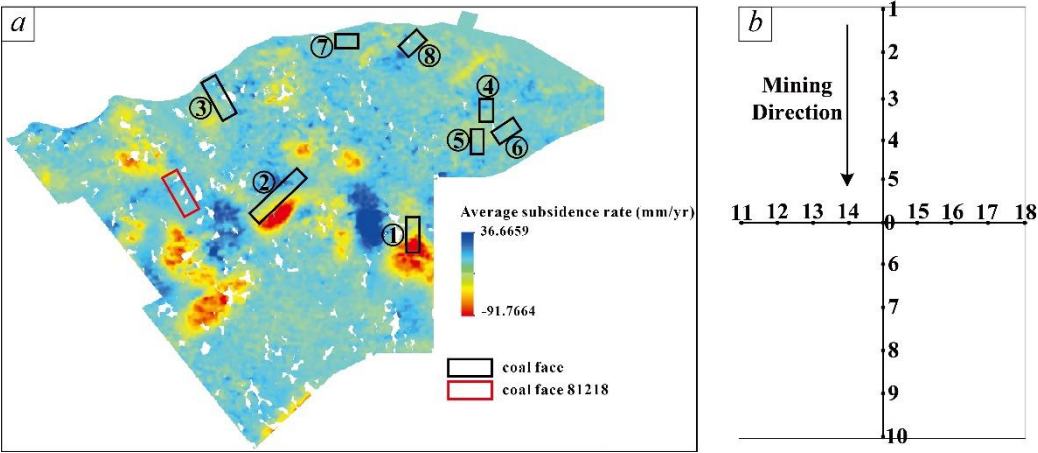 a
⑦
⑧
③
④
⑤
⑥
②
①
Average subsidence rate (mm/yr)
36.6659
-91.7664
coal face
coal face 81218
b
1
2
Mining
Direction
3
4
5
11 12 13 14 0 15 16 17 18
6
7
8
9
10